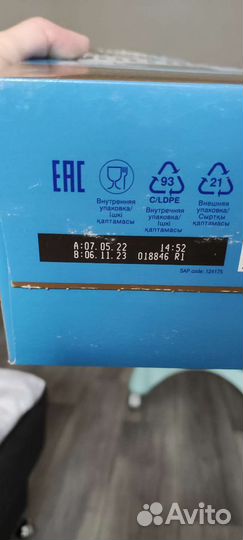 EAC
93
21
C/LDPE
Внутренняя упаковка/ Ішкі қаптамасы
Внутренняя упаковка/ Ішкі қаптамасы
Внешняя упаковка/ Сыртқы қаптамасы
A:07.05.22 14:52
B:06.11.23 018846 R1
SAP code: 124175
Avito